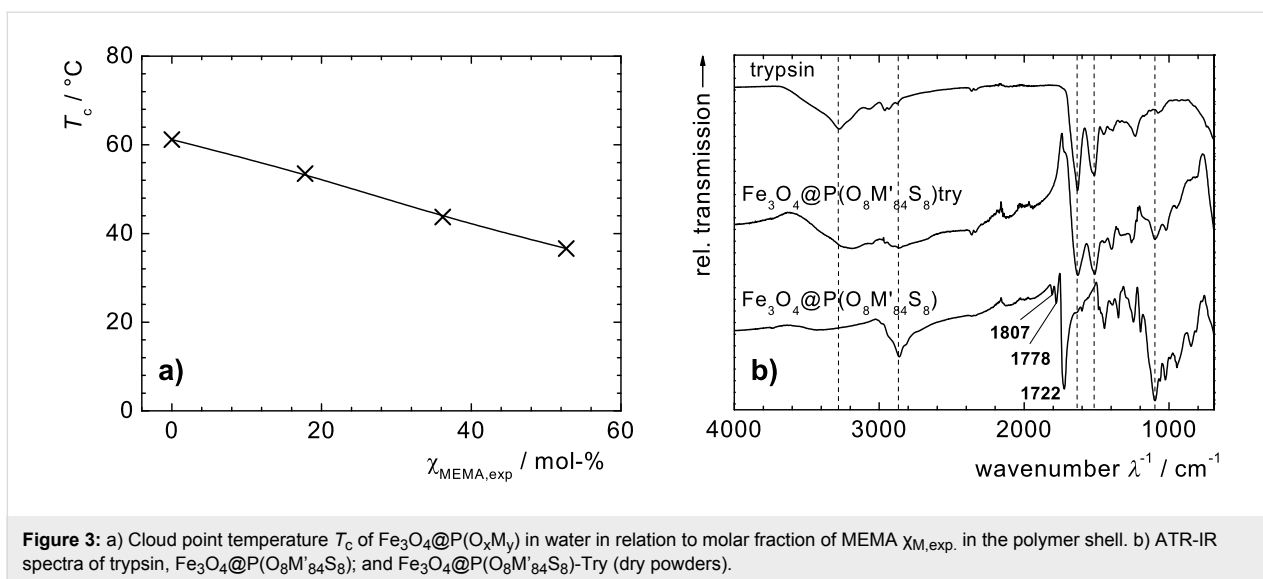 80
60
40
20
0
T_c / °C
a)
0 20 40 60
χ_MEMA,exp / mol-%
rel. transmission →
trypsin
Fe₃O₄@P(O₈M'₈₄S₈)try
Fe₃O₄@P(O₈M'₈₄S₈)
1807
1778
1722
b)
4000 3000 2000 1000
wavenumber λ⁻¹ / cm⁻¹
Figure 3: a) Cloud point temperature T_c of Fe₃O₄@P(OₓM_y) in water in relation to molar fraction of MEMA χ_M,exp. in the polymer shell. b) ATR-IR
spectra of trypsin, Fe₃O₄@P(O₈M’₈₄S₈); and Fe₃O₄@P(O₈M’₈₄S₈)-Try (dry powders).